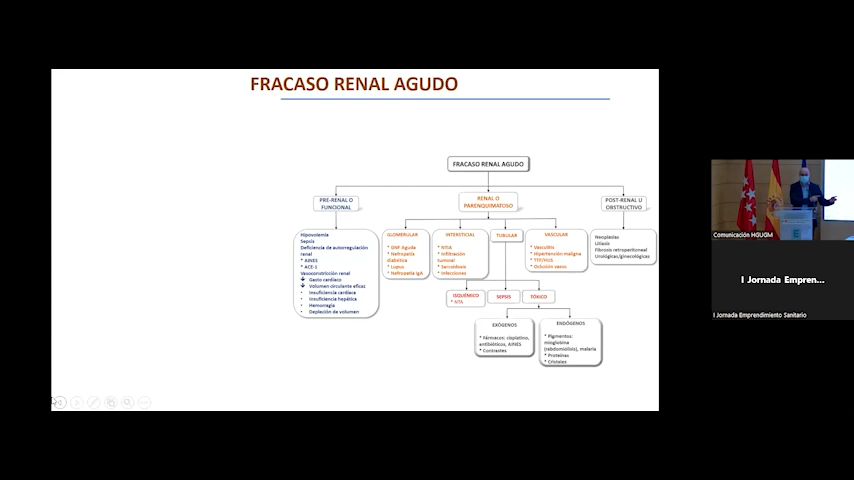 FRACASO RENAL AGUDO
FRACASO RENAL AGUDO
PRE-RENAL O
FUNCIONAL
RENAL O
PARENQUIMATOSO
POST-RENAL U
OBSTRUCTIVO
Hipovolemia
Sepsis
Deficiencia de autorregulación
renal
* AINES
* ACE-1
Vasoconstricción renal
Gasto cardíaco
Volumen circulante eficaz
• Insuficiencia cardíaca
• Insuficiencia hepática
• Hemorragia
• Depleción de volumen
GLOMERULAR
* GNF Aguda
* Nefropatía
diabética
* Lupus
* Nefropatía IgA
INTERSTICIAL
* NTIA
* Infiltración
tumoral
* Sarcoidosis
* Infecciones
TUBULAR
VASCULAR
* Vasculitis
* Hipertensión maligna
* TTP/HUS
* Oclusión vasos
Neoplasias
Litiasis
Fibrosis retroperitoneal
Urológicas/ginecológicas
ISQUÉMICO
* NTA
SEPSIS
TÓXICO
EXÓGENOS
* Fármacos: cisplatino,
antibióticos, AINES
* Contrastes
ENDÓGENOS
* Pigmentos:
mioglobina
(rabdomiólisis), malaria
* Proteínas
* Cristales
Comunicación HGUGM
I Jornada Empren...
I Jornada Emprendimiento Sanitario